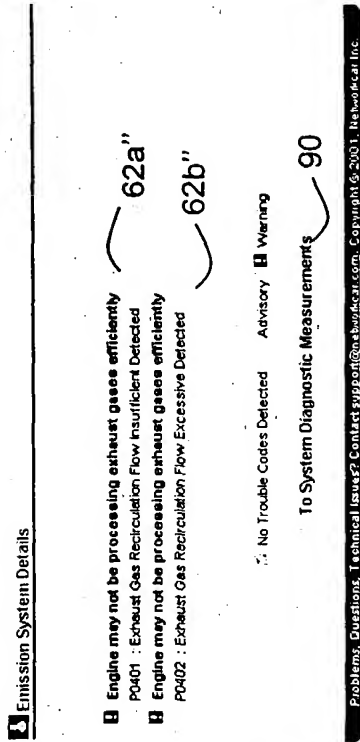 Emission System Details
Engine may not be processing exhaust gases efficiently
62a"
P0401 : Exhaust Gas Recirculation Flow Insufficient Detected
Engine may not be processing exhaust gases efficiently
62b"
P0402 : Exhaust Gas Recirculation Flow Excessive Detected
No Trouble Codes Detected Advisory Warning
To System Diagnostic Measurements
90
Problems, Questions, Technical Issues? Contact support@networkcar.com. Copyright © 2001, Networkcar Inc.